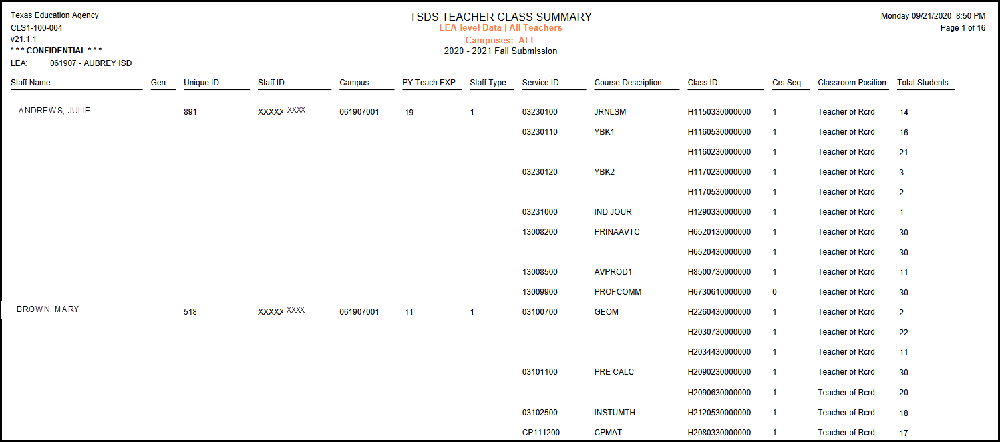 Texas Education Agency TSDS TEACHER CLASS SUMMARY Monday 09/21/2020 8:50 PM
CLS1-100-004 LEA-level Data | All Teachers Page 1 of 16
v21.1.1 Campuses: ALL
* * * CONFIDENTIAL * * * 2020 - 2021 Fall Submission
LEA: 061907 - AUBREY ISD
Staff Name Gen Unique ID Staff ID Campus PY Teach EXP Staff Type Service ID Course Description Class ID Crs Seq Classroom Position Total Students
ANDREWS, JULIE 891 XXXXX XXXX 061907001 19 1 03230100 JRNLSM H1150330000000 1 Teacher of Rcrd 14
03230110 YBK1 H1160530000000 1 Teacher of Rcrd 16
H1160230000000 1 Teacher of Rcrd 21
03230120 YBK2 H1170230000000 1 Teacher of Rcrd 3
H1170530000000 1 Teacher of Rcrd 2
03231000 IND JOUR H1290330000000 1 Teacher of Rcrd 1
13008200 PRINAAVTC H6520130000000 1 Teacher of Rcrd 30
H6520430000000 1 Teacher of Rcrd 30
13008500 AVPROD1 H8500730000000 1 Teacher of Rcrd 11
13009900 PROFCOMM H6730610000000 0 Teacher of Rcrd 30
BROWN, MARY 518 XXXXX XXXX 061907001 11 1 03100700 GEOM H2260430000000 1 Teacher of Rcrd 2
H2030730000000 1 Teacher of Rcrd 22
H2034430000000 1 Teacher of Rcrd 11
03101100 PRE CALC H2090230000000 1 Teacher of Rcrd 30
H2090630000000 1 Teacher of Rcrd 20
03102500 INSTUMTH H2120530000000 1 Teacher of Rcrd 18
CP111200 CPMAT H2080330000000 1 Teacher of Rcrd 17